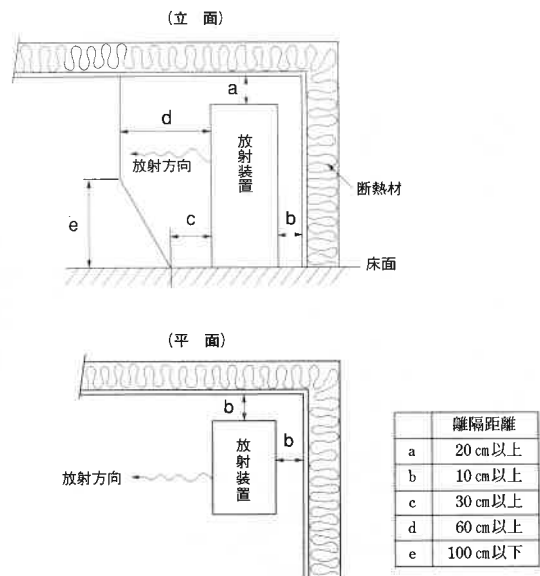 (立 面)
a
d
放射装置
放射方向
断熱材
e
c
b
床面
(平 面)
b
放射装置
b
放射方向
離隔距離
a 20 cm以上
b 10 cm以上
c 30 cm以上
d 60 cm以上
e 100 cm以下